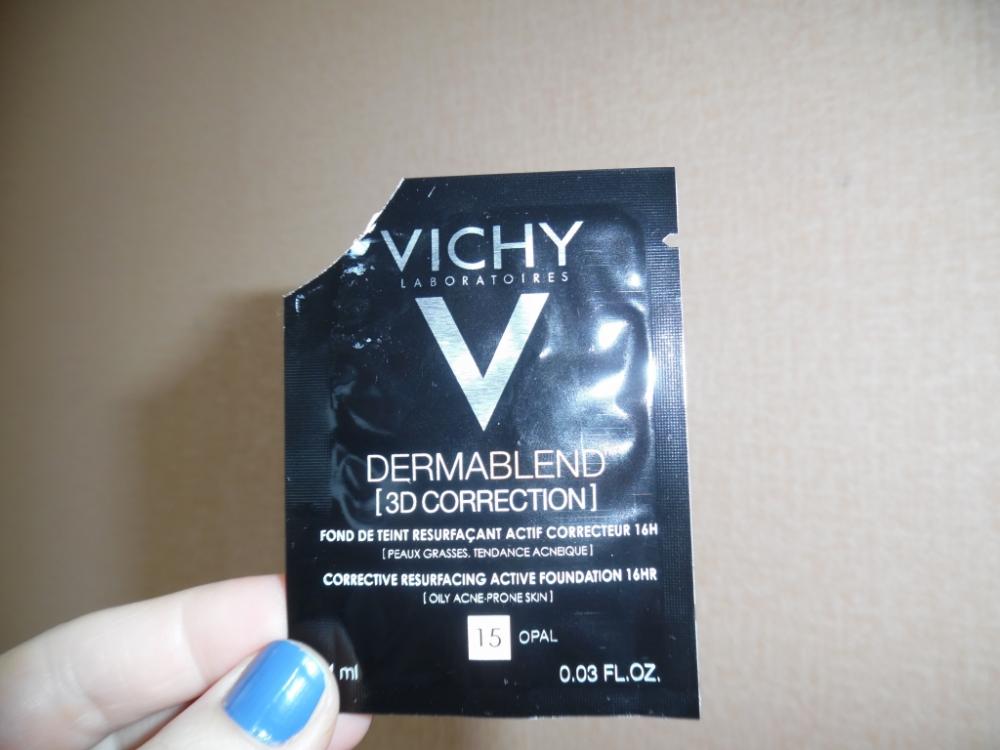 VICHY
LABORATOIRES
V
DERMABLEND
[3D CORRECTION]
FOND DE TEINT RESURFAÇANT ACTIF CORRECTEUR 16H
[PEAUX GRASSES. TENDANCE ACNEIQUE]
CORRECTIVE RESURFACING ACTIVE FOUNDATION 16HR
[OILY ACNE-PRONE SKIN]
15 OPAL
ml 0.03 FL.OZ.